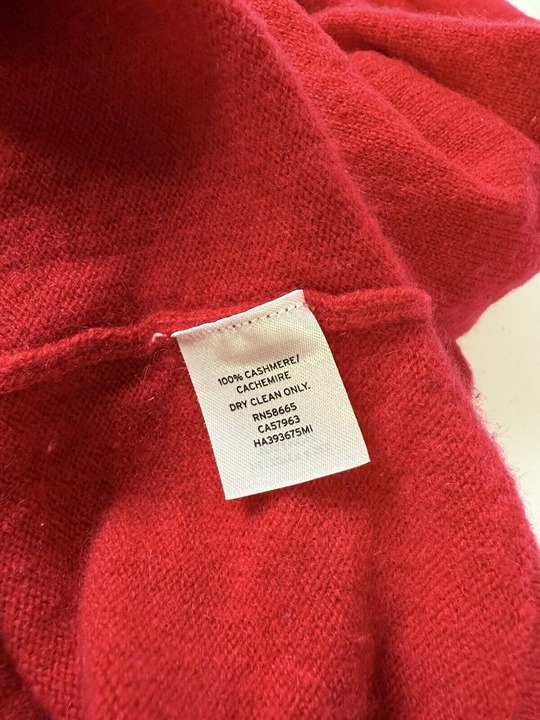 100% CASHMERE/
CACHEMIRE
DRY CLEAN ONLY.
RN58665
CA57963
HA393675MI